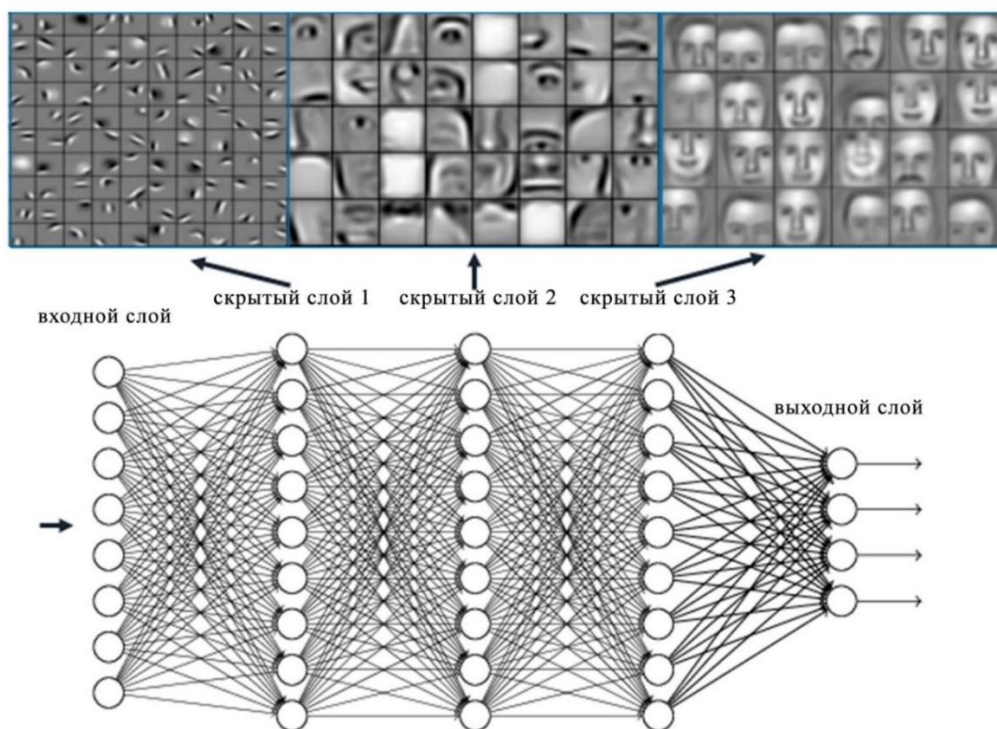 скрытый слой 1
скрытый слой 2
скрытый слой 3
входной слой
выходной слой